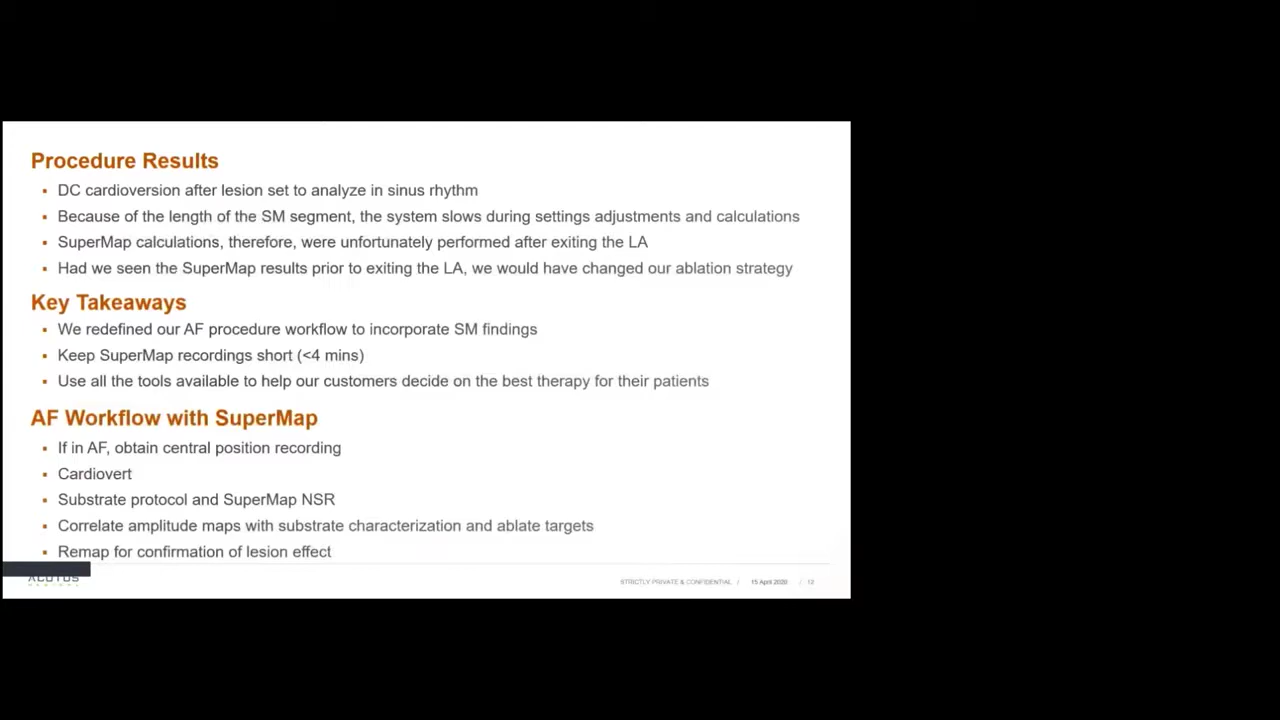 Procedure Results
▪ DC cardioversion after lesion set to analyze in sinus rhythm
▪ Because of the length of the SM segment, the system slows during settings adjustments and calculations
▪ SuperMap calculations, therefore, were unfortunately performed after exiting the LA
▪ Had we seen the SuperMap results prior to exiting the LA, we would have changed our ablation strategy
Key Takeaways
▪ We redefined our AF procedure workflow to incorporate SM findings
▪ Keep SuperMap recordings short (<4 mins)
▪ Use all the tools available to help our customers decide on the best therapy for their patients
AF Workflow with SuperMap
▪ If in AF, obtain central position recording
▪ Cardiovert
▪ Substrate protocol and SuperMap NSR
▪ Correlate amplitude maps with substrate characterization and ablate targets
▪ Remap for confirmation of lesion effect
ACUTUS
STRICTLY PRIVATE & CONFIDENTIAL / 15 April 2020 / 12